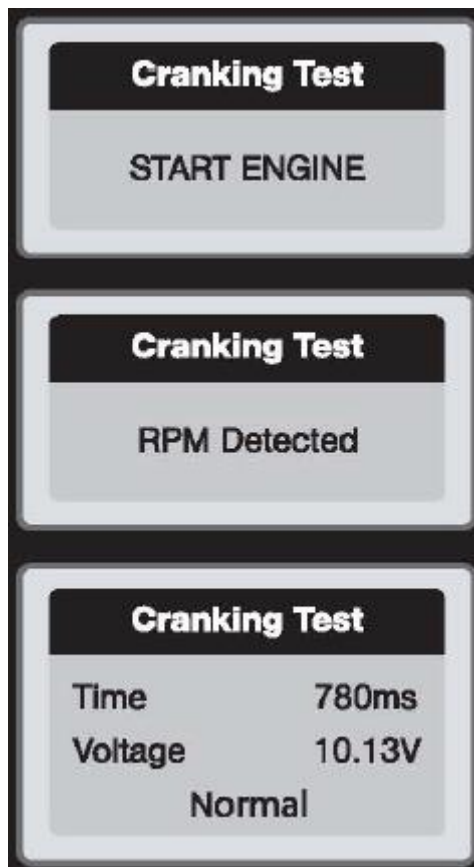 Cranking Test
START ENGINE
Cranking Test
RPM Detected
Cranking Test
Time 780ms
Voltage 10.13V
Normal